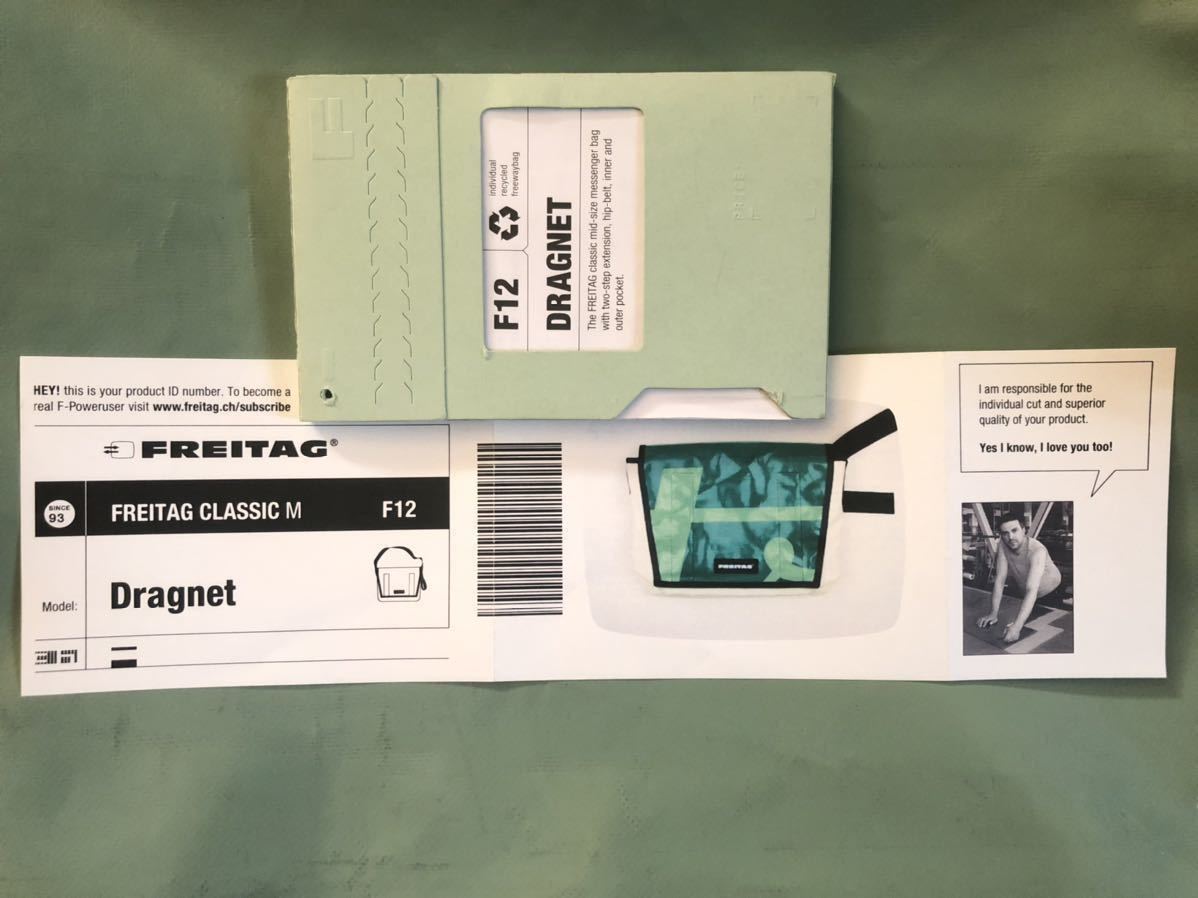 F12
individual
recycled
freewaybag
DRAGNET
The FREITAG classic mid-size messenger bag
with two-step extension, hip-belt, inner and
outer pocket.
PRICE
HEY! this is your product ID number. To become a
real F-Poweruser visit www.freitag.ch/subscribe
FREITAG®
SINCE
93
FREITAG CLASSIC M
F12
Model:
Dragnet
FREITAG
I am responsible for the
individual cut and superior
quality of your product.
Yes I know, I love you too!